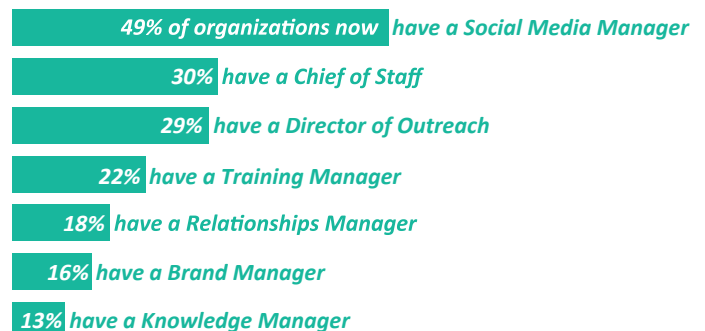 49% of organizations now have a Social Media Manager
30% have a Chief of Staff
29% have a Director of Outreach
22% have a Training Manager
18% have a Relationships Manager
16% have a Brand Manager
13% have a Knowledge Manager